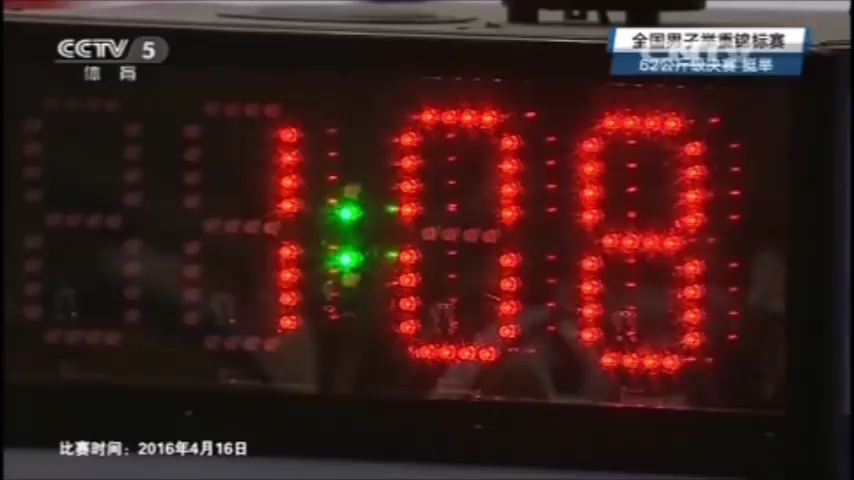 CCTV 5
体育
全国男子举重锦标赛
62公斤级决赛 挺举
1:08
比赛时间：2016年4月16日